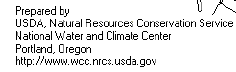 Prepared by
USDA, Natural Resources Conservation Service
National Water and Climate Center
Portland, Oregon
http://www.wcc.nrcs.usda.gov